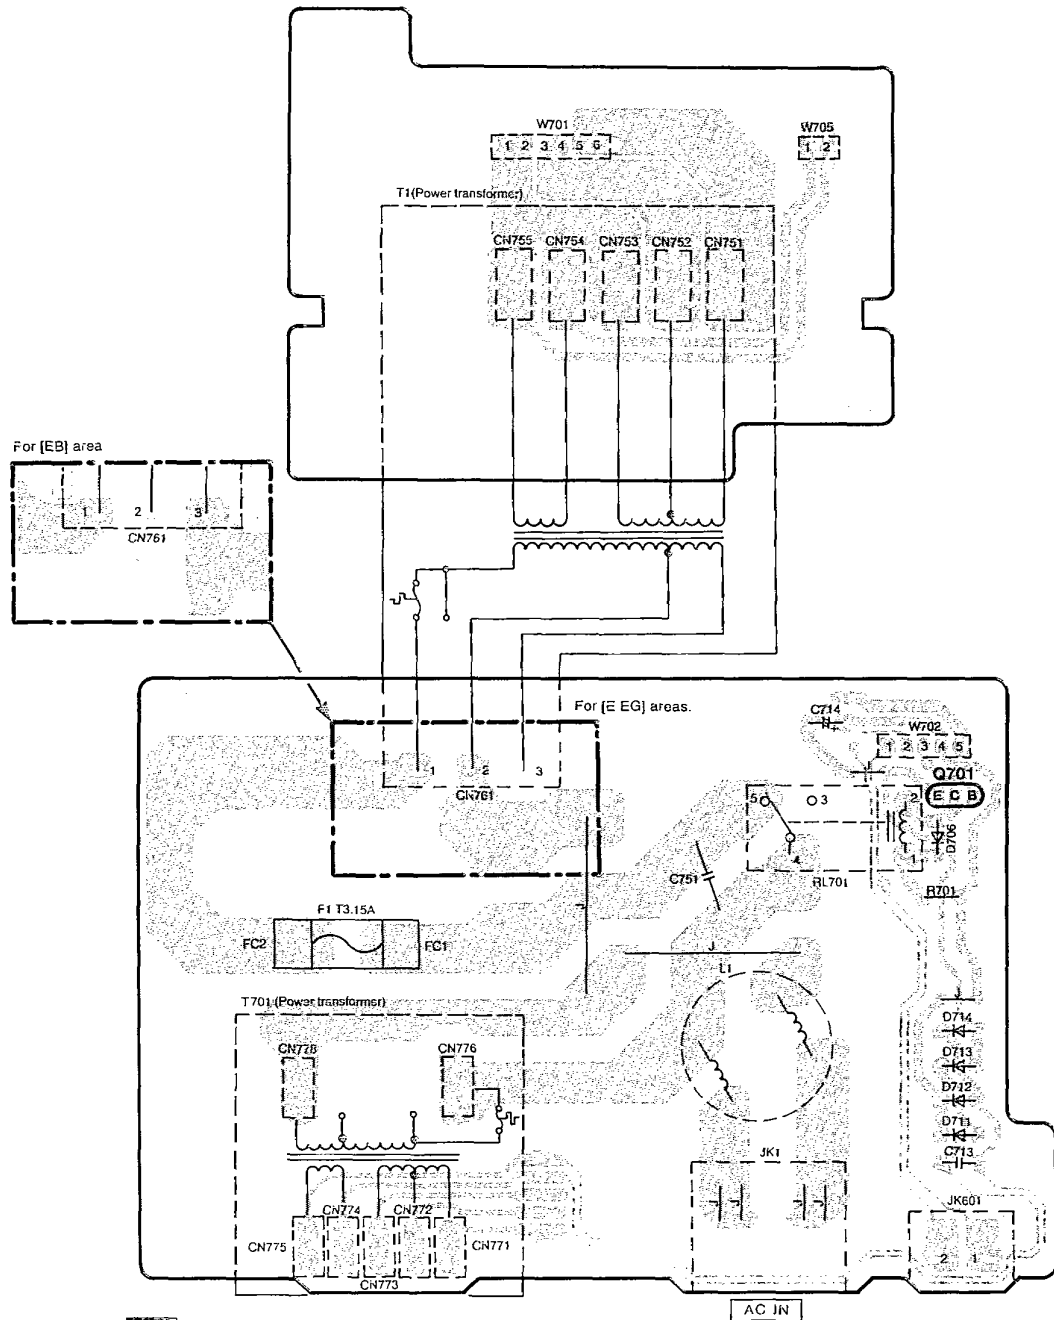 W701
1 2 3 4 5 6
W705
1 2
T1(Power transformer)
CN755 CN754 CN753 CN752 CN751
For [EB] area
1 2 3
CN761
For [E EG] areas.
1 2 3
CN761
C714
W702
1 2 3 4 5
Q701
E C B
5 3 2
D706
4 1
RL701
C751
R701
F1 T3.15A
FC2 FC1
J
L1
T701 (Power transformer)
CN778 CN776
D714
D713
D712
D711
C713
JK1
JK601
2 1
CN774 CN772
CN775 CN771
CN773
AC IN